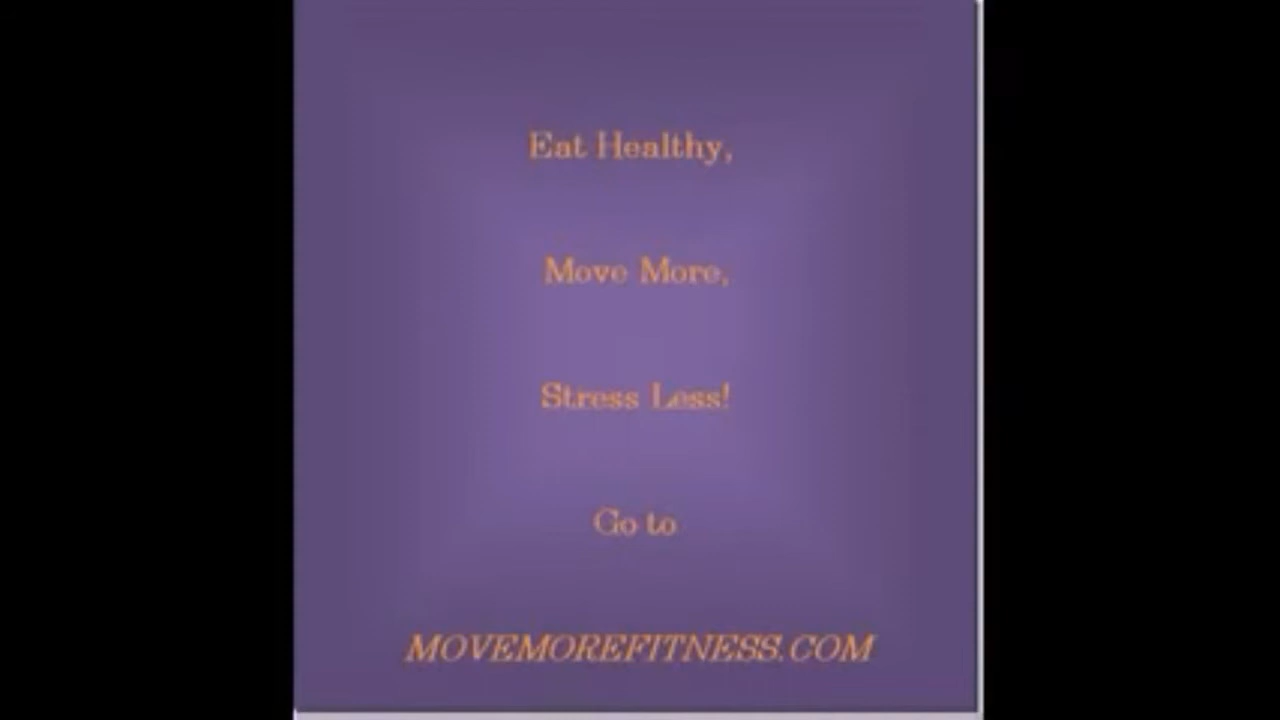 Eat Healthy,
Move More,
Stress Less!
Go to
MOVEMOREFITNESS.COM